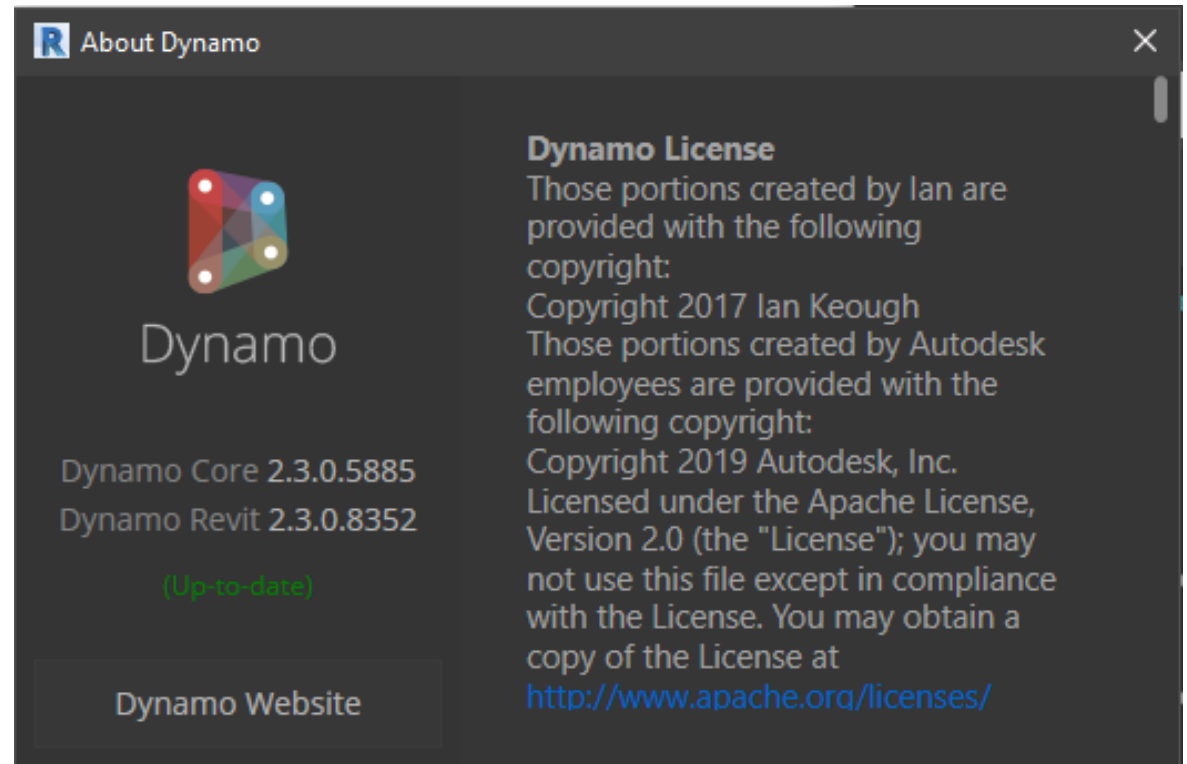 About Dynamo
Dynamo
Dynamo Core 2.3.0.5885
Dynamo Revit 2.3.0.8352
(Up-to-date)
Dynamo Website
Dynamo License
Those portions created by Ian are
provided with the following
copyright:
Copyright 2017 Ian Keough
Those portions created by Autodesk
employees are provided with the
following copyright:
Copyright 2019 Autodesk, Inc.
Licensed under the Apache License,
Version 2.0 (the "License"); you may
not use this file except in compliance
with the License. You may obtain a
copy of the License at
http://www.apache.org/licenses/